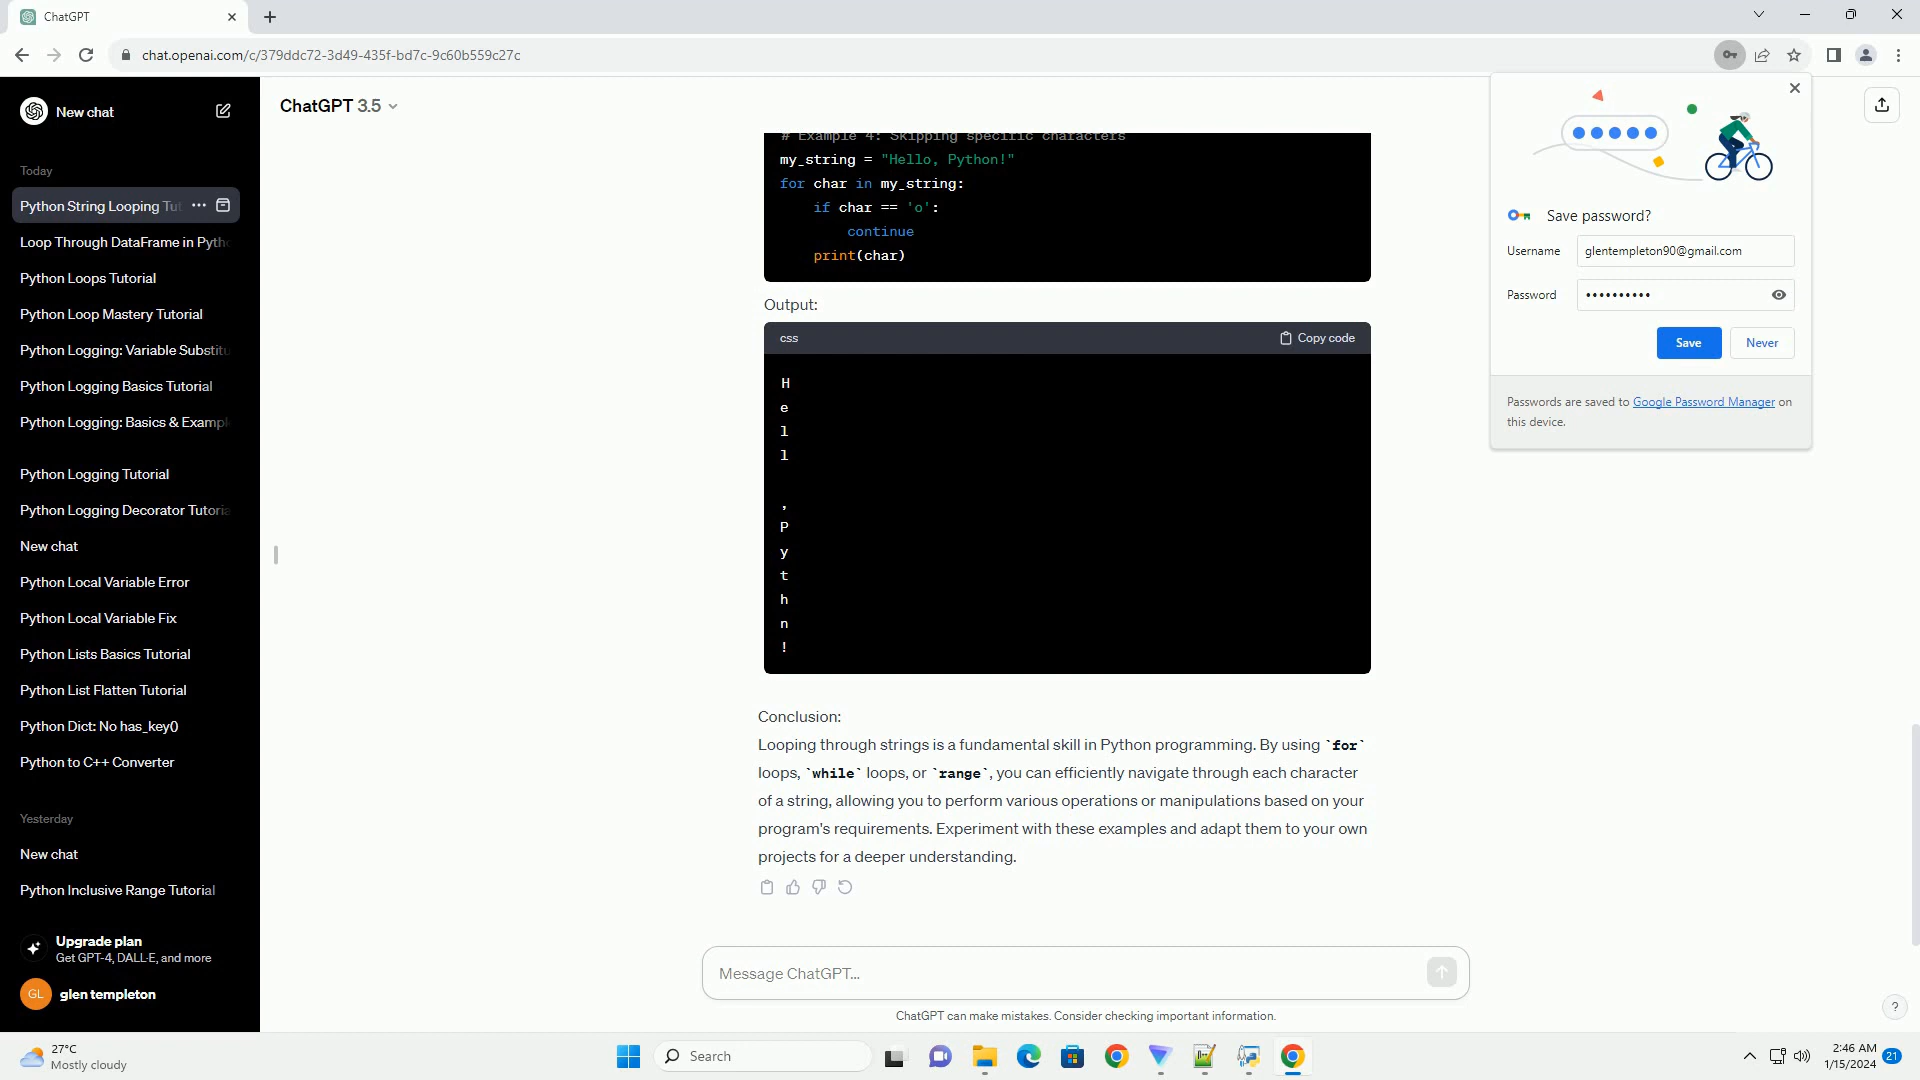 ChatGPT
chat.openai.com/c/379ddc72-3d49-435f-bd7c-9c60b559c27c
New chat
Today
Python String Looping Tut
Loop Through DataFrame in Pytho
Python Loops Tutorial
Python Loop Mastery Tutorial
Python Logging: Variable Substitu
Python Logging Basics Tutorial
Python Logging: Basics & Exampl
Python Logging Tutorial
Python Logging Decorator Tutoria
New chat
Python Local Variable Error
Python Local Variable Fix
Python Lists Basics Tutorial
Python List Flatten Tutorial
Python Dict: No has_key()
Python to C++ Converter
Yesterday
New chat
Python Inclusive Range Tutorial
Upgrade plan
Get GPT-4, DALL·E, and more
GL glen templeton
ChatGPT 3.5
# Example 4: Skipping specific characters
my_string = "Hello, Python!"
for char in my_string:
    if char == 'o':
        continue
    print(char)
Output:
css Copy code
H
e
l
l
,
P
y
t
h
n
!
Conclusion:
Looping through strings is a fundamental skill in Python programming. By using `for`
loops, `while` loops, or `range`, you can efficiently navigate through each character
of a string, allowing you to perform various operations or manipulations based on your
program's requirements. Experiment with these examples and adapt them to your own
projects for a deeper understanding.
Message ChatGPT...
ChatGPT can make mistakes. Consider checking important information.
?
Save password?
Username glentempleton90@gmail.com
Password ••••••••••
Save Never
Passwords are saved to Google Password Manager on
this device.
27°C
Mostly cloudy
Search
2:46 AM
1/15/2024
21